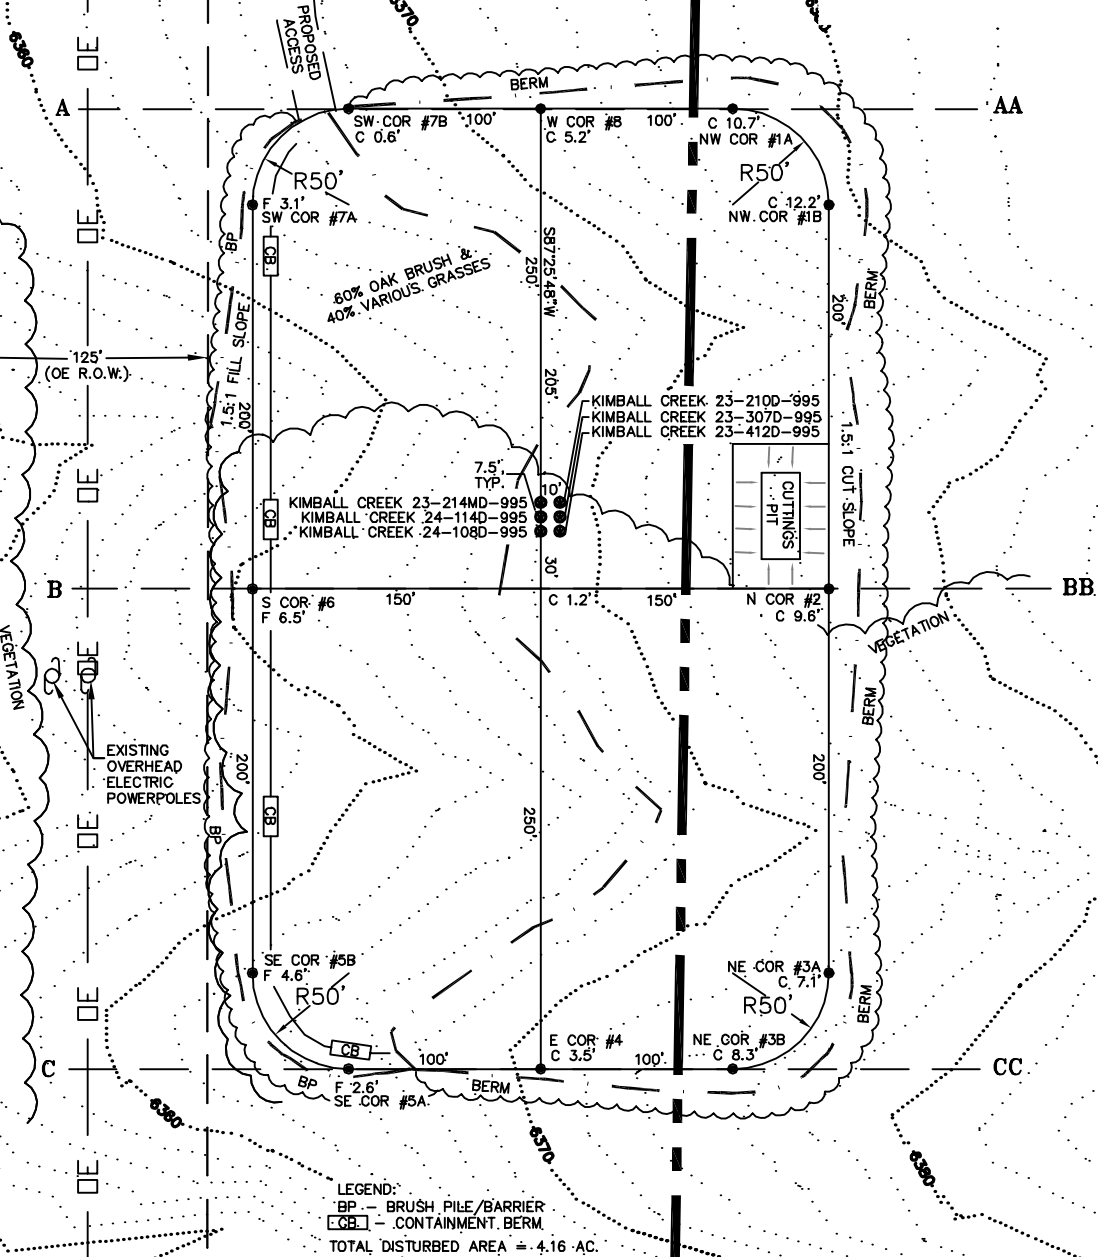 6360
OE
PROPOSED
ACCESS
6370
BERM
A
AA
SW COR #7B
C 0.6'
100'
W COR #8
C 5.2'
100'
C 10.7'
NW COR #1A
R50'
R50'
F 3.1'
SW COR #7A
C 12.2'
NW COR #1B
OE
BP
CB
60% OAK BRUSH &
40% VARIOUS GRASSES
S87°25'48"W
250'
BERM
200'
125'
(OE R.O.W.)
1.5:1 FILL SLOPE
200'
205'
KIMBALL CREEK 23-210D-995
KIMBALL CREEK 23-307D-995
KIMBALL CREEK 23-412D-995
1.5:1 CUT SLOPE
7.5'
TYP.
10'
OE
KIMBALL CREEK 23-214MD-995
KIMBALL CREEK 24-114D-995
KIMBALL CREEK 24-108D-995
CB
CUTTINGS
PIT
30'
B
BB
S COR #6
F 6.5'
150'
C 1.2'
150'
N COR #2
C 9.6'
VEGETATION
VEGETATION
OE
BERM
EXISTING
OVERHEAD
ELECTRIC
POWERPOLES
200'
200'
CB
BP
250'
OE
SE COR #5B
F 4.6'
R50'
NE COR #3A
C 7.1'
R50'
BERM
OE
CB
100'
E COR #4
C 3.5'
100'
NE COR #3B
C 8.3'
C
CC
BP
F 2.6'
SE COR #5A
BERM
6360
6370
6380
OE
LEGEND:
BP - BRUSH PILE/BARRIER
CB - CONTAINMENT BERM
TOTAL DISTURBED AREA = 4.16 AC.